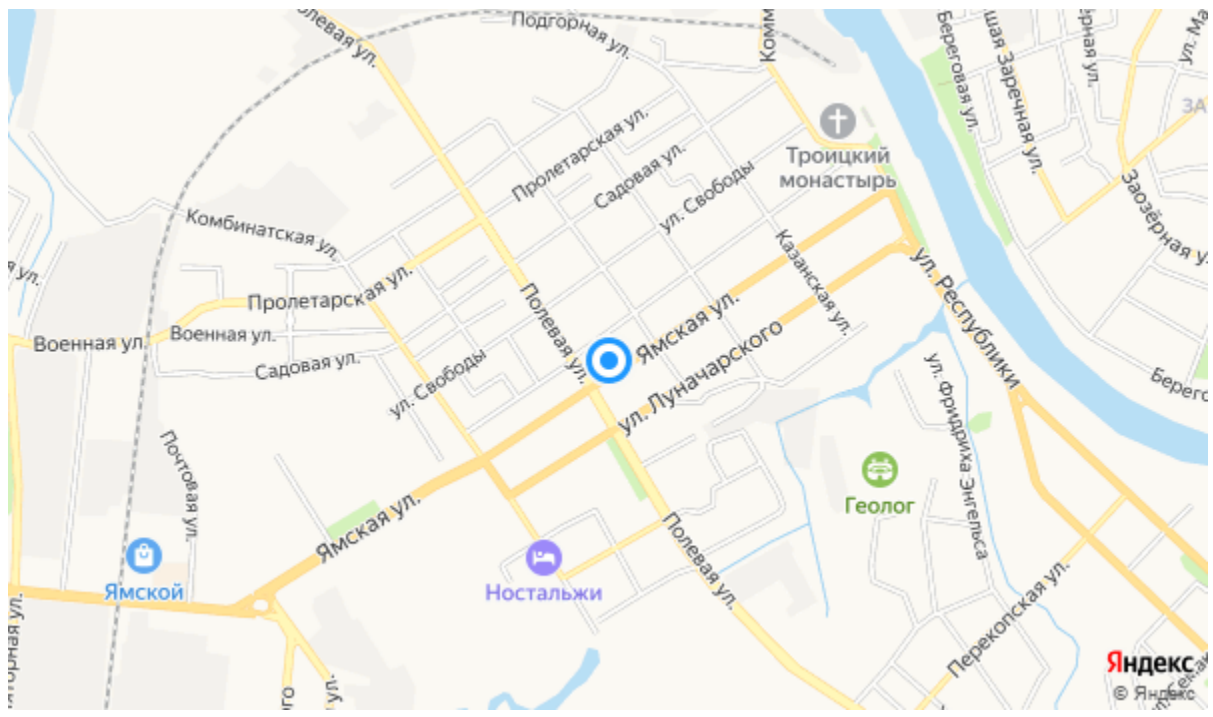 Полевая ул.
Подгорная ул.
Береговая ул.
Заречная ул.
Пролетарская ул.
Садовая ул.
ул. Свободы
Троицкий
монастырь
Заозёрная ул.
Комбинатская ул.
Казанская ул.
ул. Республики
Пролетарская ул.
Полевая ул.
Ямская ул.
Военная ул.
Военная ул.
Садовая ул.
ул. Луначарского
ул. Свободы
ул. Фридриха Энгельса
Почтовая ул.
Геолог
Ямская ул.
Полевая ул.
Ямской
Ностальжи
Перекопская ул.
Яндекс
© Яндекс